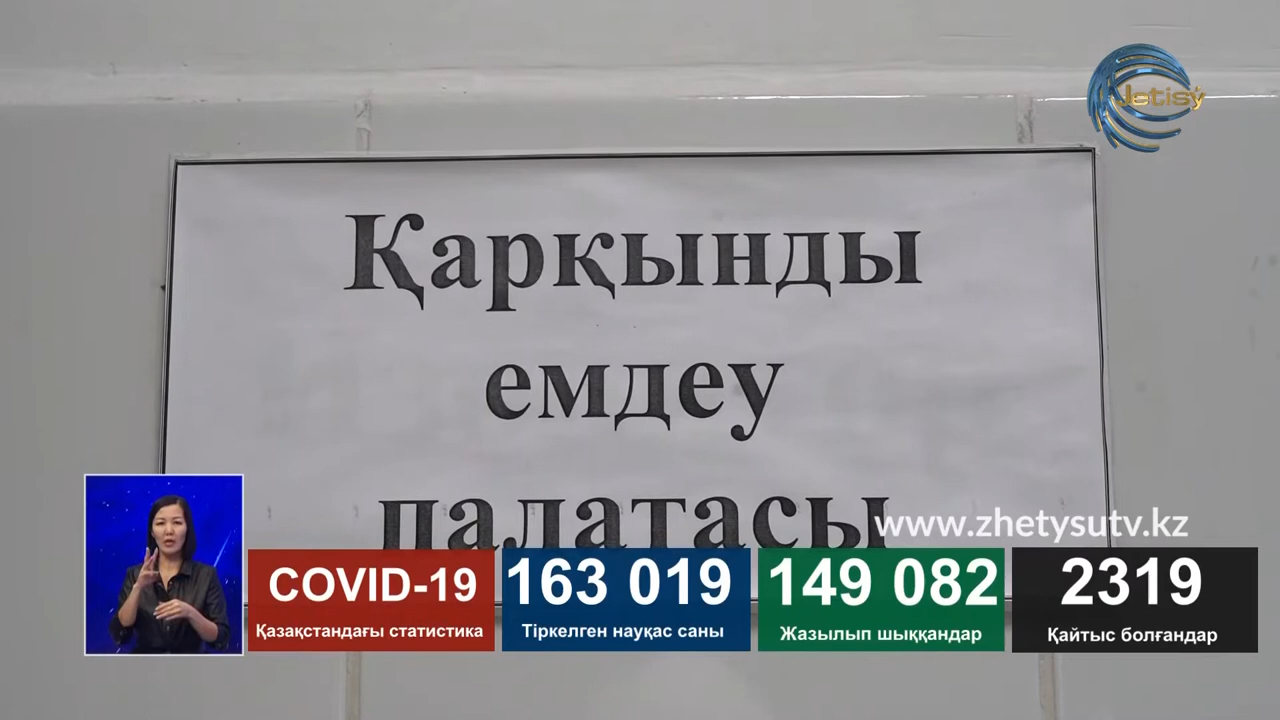 Jetisý
Қарқынды
емдеу
палатасы
www.zhetysutv.kz
COVID-19
Қазақстандағы статистика
163 019
Тіркелген науқас саны
149 082
Жазылып шыққандар
2319
Қайтыс болғандар